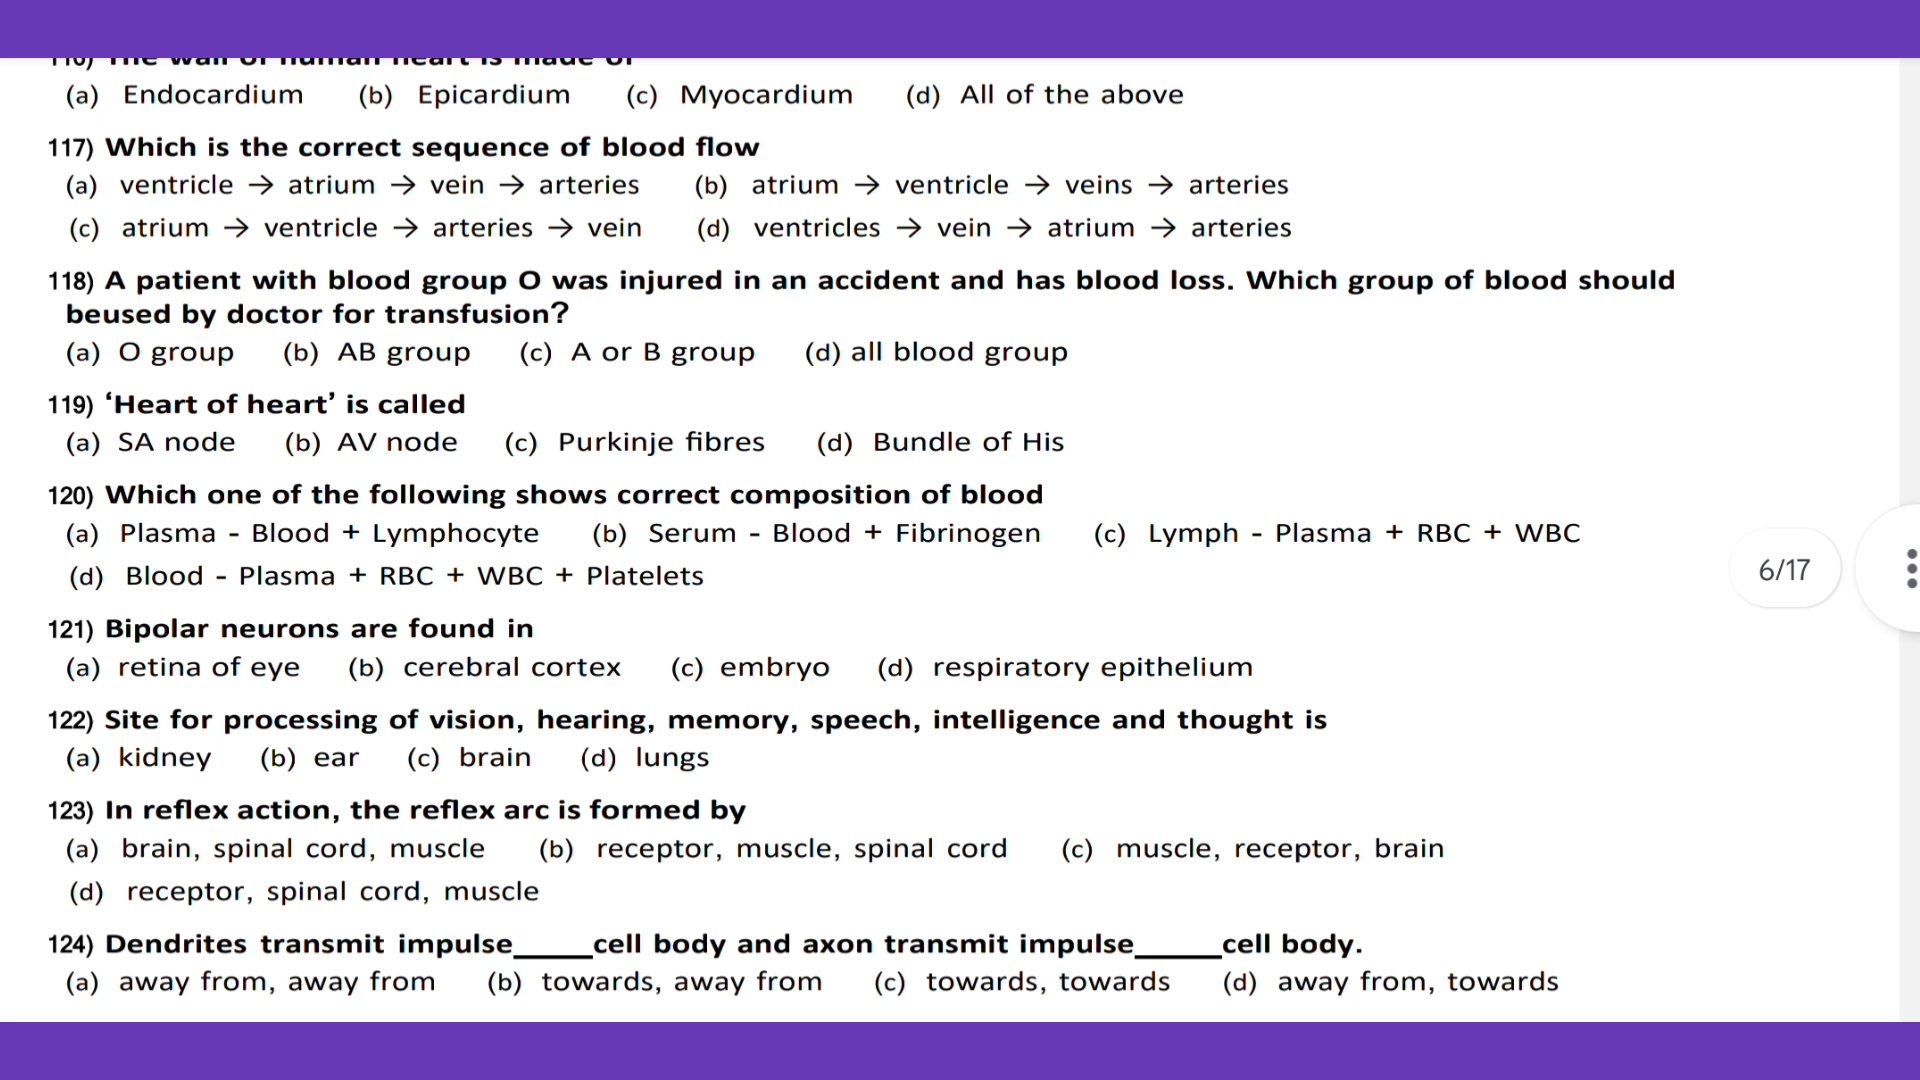 116) The wall of human heart is made of
(a) Endocardium (b) Epicardium (c) Myocardium (d) All of the above
117) Which is the correct sequence of blood flow
(a) ventricle → atrium → vein → arteries (b) atrium → ventricle → veins → arteries
(c) atrium → ventricle → arteries → vein (d) ventricles → vein → atrium → arteries
118) A patient with blood group O was injured in an accident and has blood loss. Which group of blood should
beused by doctor for transfusion?
(a) O group (b) AB group (c) A or B group (d) all blood group
119) ‘Heart of heart’ is called
(a) SA node (b) AV node (c) Purkinje fibres (d) Bundle of His
120) Which one of the following shows correct composition of blood
(a) Plasma - Blood + Lymphocyte (b) Serum - Blood + Fibrinogen (c) Lymph - Plasma + RBC + WBC
(d) Blood - Plasma + RBC + WBC + Platelets
6/17
121) Bipolar neurons are found in
(a) retina of eye (b) cerebral cortex (c) embryo (d) respiratory epithelium
122) Site for processing of vision, hearing, memory, speech, intelligence and thought is
(a) kidney (b) ear (c) brain (d) lungs
123) In reflex action, the reflex arc is formed by
(a) brain, spinal cord, muscle (b) receptor, muscle, spinal cord (c) muscle, receptor, brain
(d) receptor, spinal cord, muscle
124) Dendrites transmit impulse_____cell body and axon transmit impulse_____cell body.
(a) away from, away from (b) towards, away from (c) towards, towards (d) away from, towards